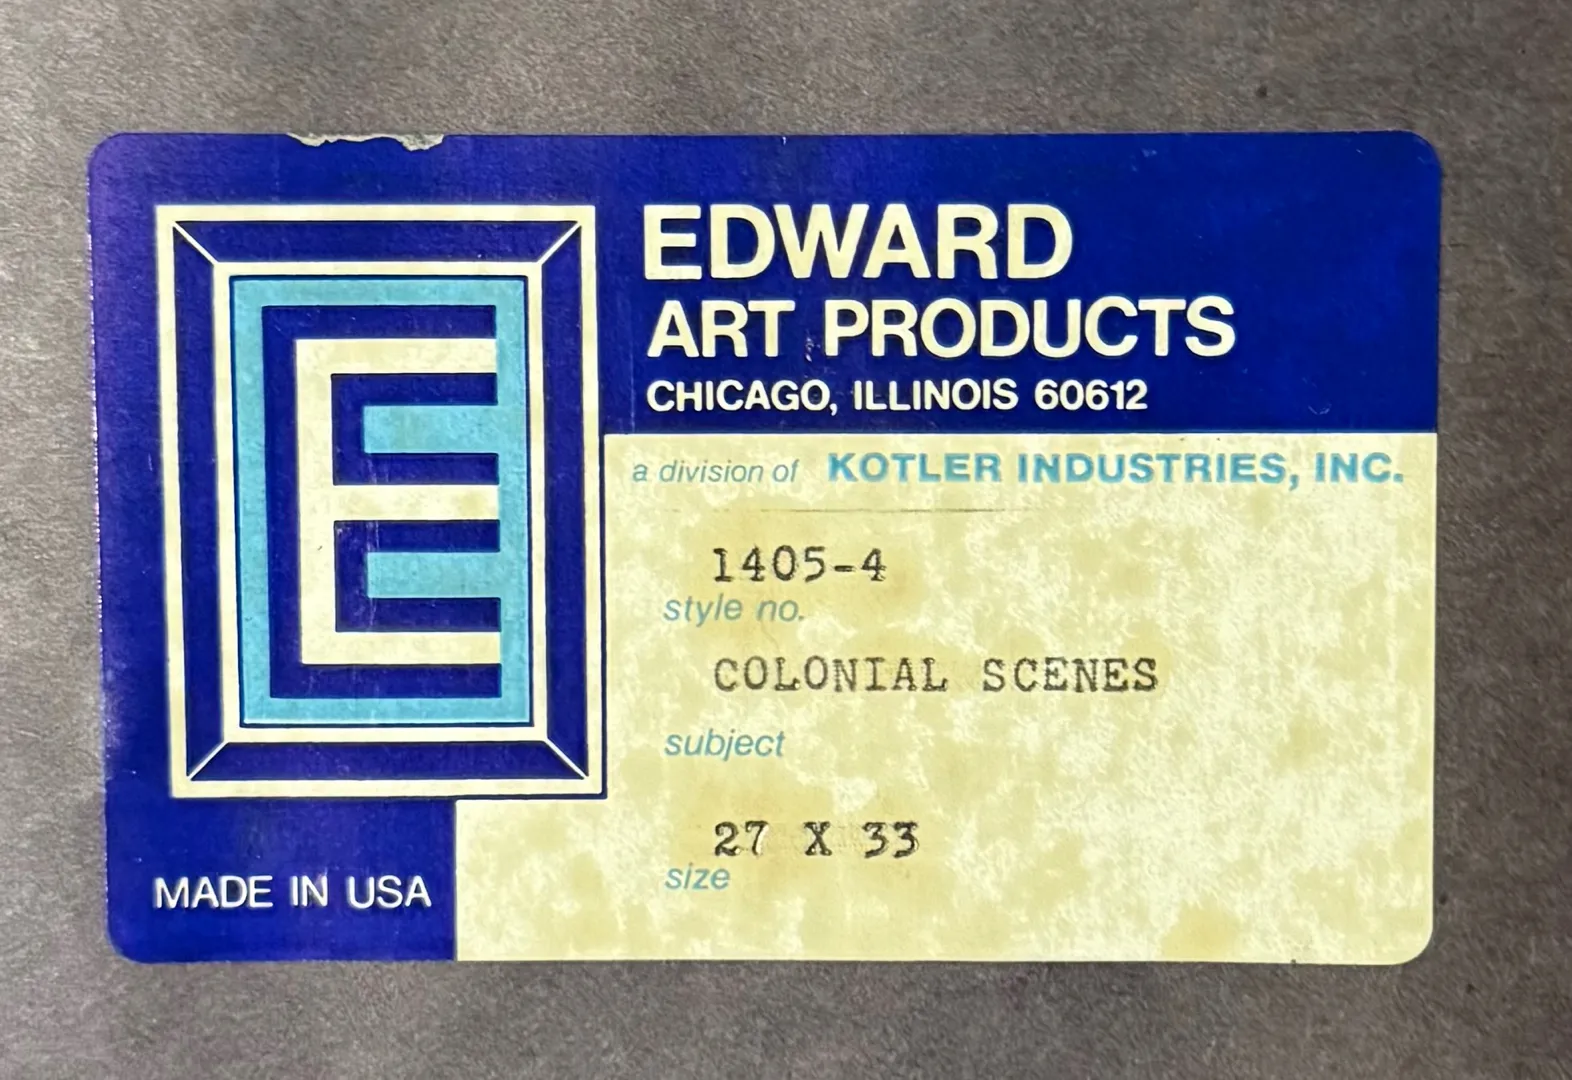 EDWARD
ART PRODUCTS
CHICAGO, ILLINOIS 60612
a division of KOTLER INDUSTRIES, INC.
1405-4
style no.
COLONIAL SCENES
subject
27 X 33
size
MADE IN USA